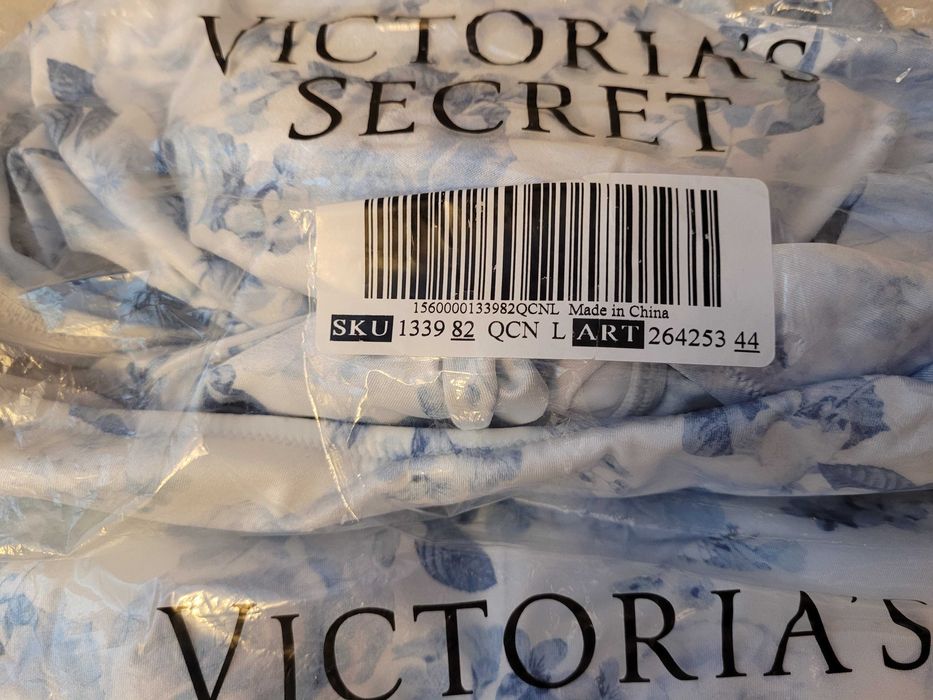 VICTORIA'S
SECRET
1560000133982QCNL Made in China
SKU 1339 82 QCN L ART 264253 44
VICTORIA'S